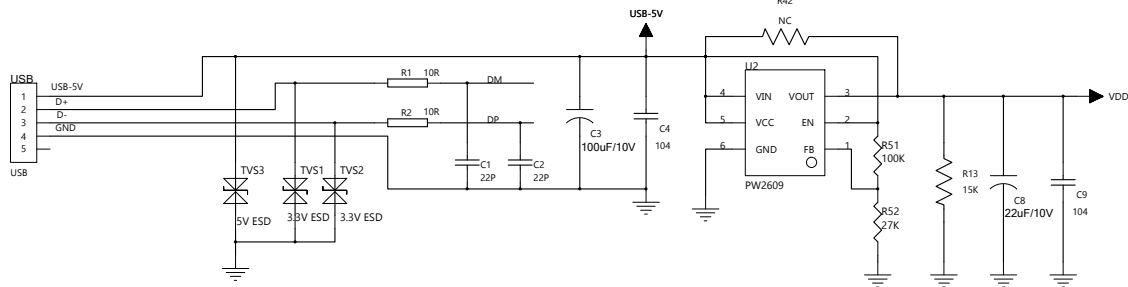 R42
NC
USB-5V
USB
1 USB-5V
2 D+
3 D-
4 GND
5
USB
R1 10R
DM
R2 10R
DP
C1
22P
C2
22P
C3
100uF/10V
C4
104
TVS3
5V ESD
TVS1
3.3V ESD
TVS2
3.3V ESD
U2
4 VIN VOUT 3
5 VCC EN 2
6 GND FB 1
PW2609
R51
100K
R52
27K
VDD
R13
15K
C8
22uF/10V
C9
104